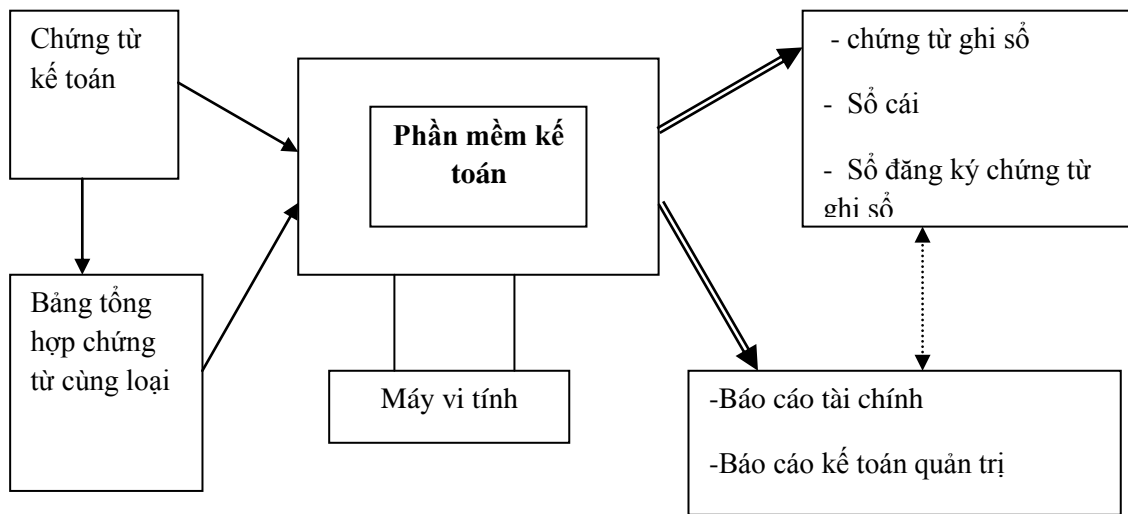 Chứng từ
kế toán
Phần mềm kế
toán
- chứng từ ghi sổ
- Sổ cái
- Sổ đăng ký chứng từ
ghi sổ
Bảng tổng
hợp chứng
từ cùng loại
Máy vi tính
-Báo cáo tài chính
-Báo cáo kế toán quản trị